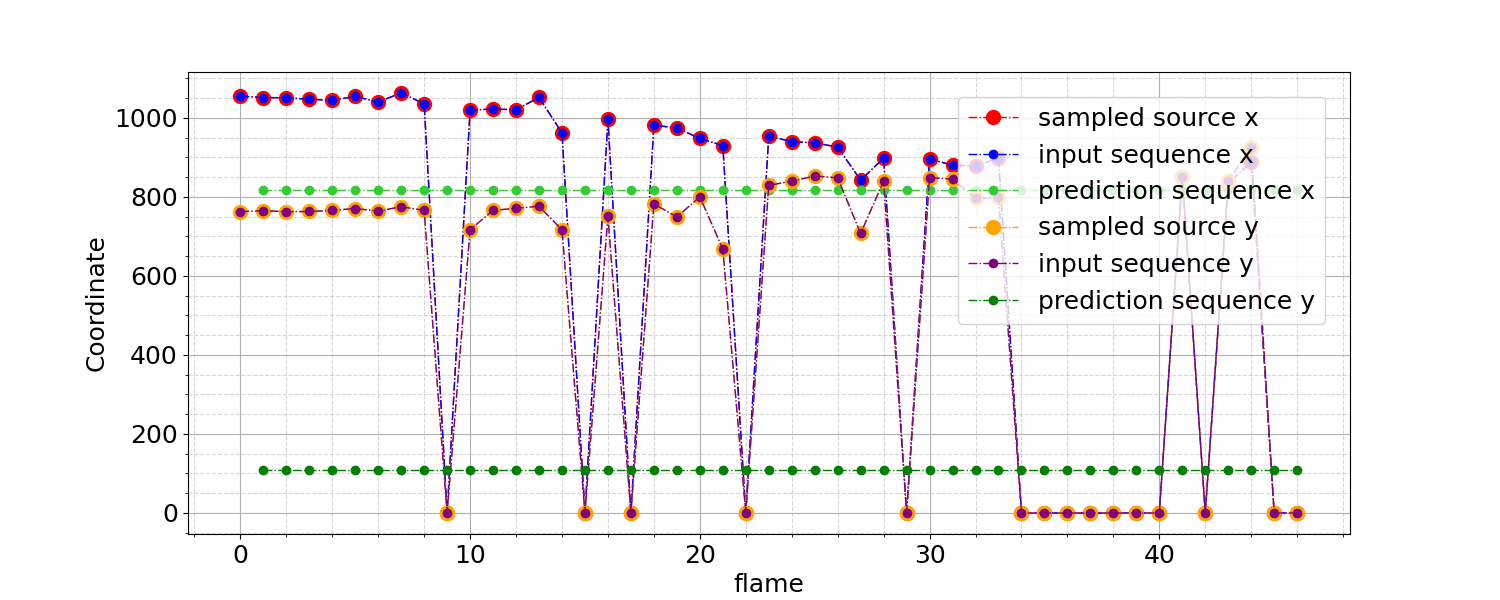 1000
800
600
400
200
0
Coordinate
0 10 20 30 40
flame
sampled source x
input sequence x
prediction sequence x
sampled source y
input sequence y
prediction sequence y